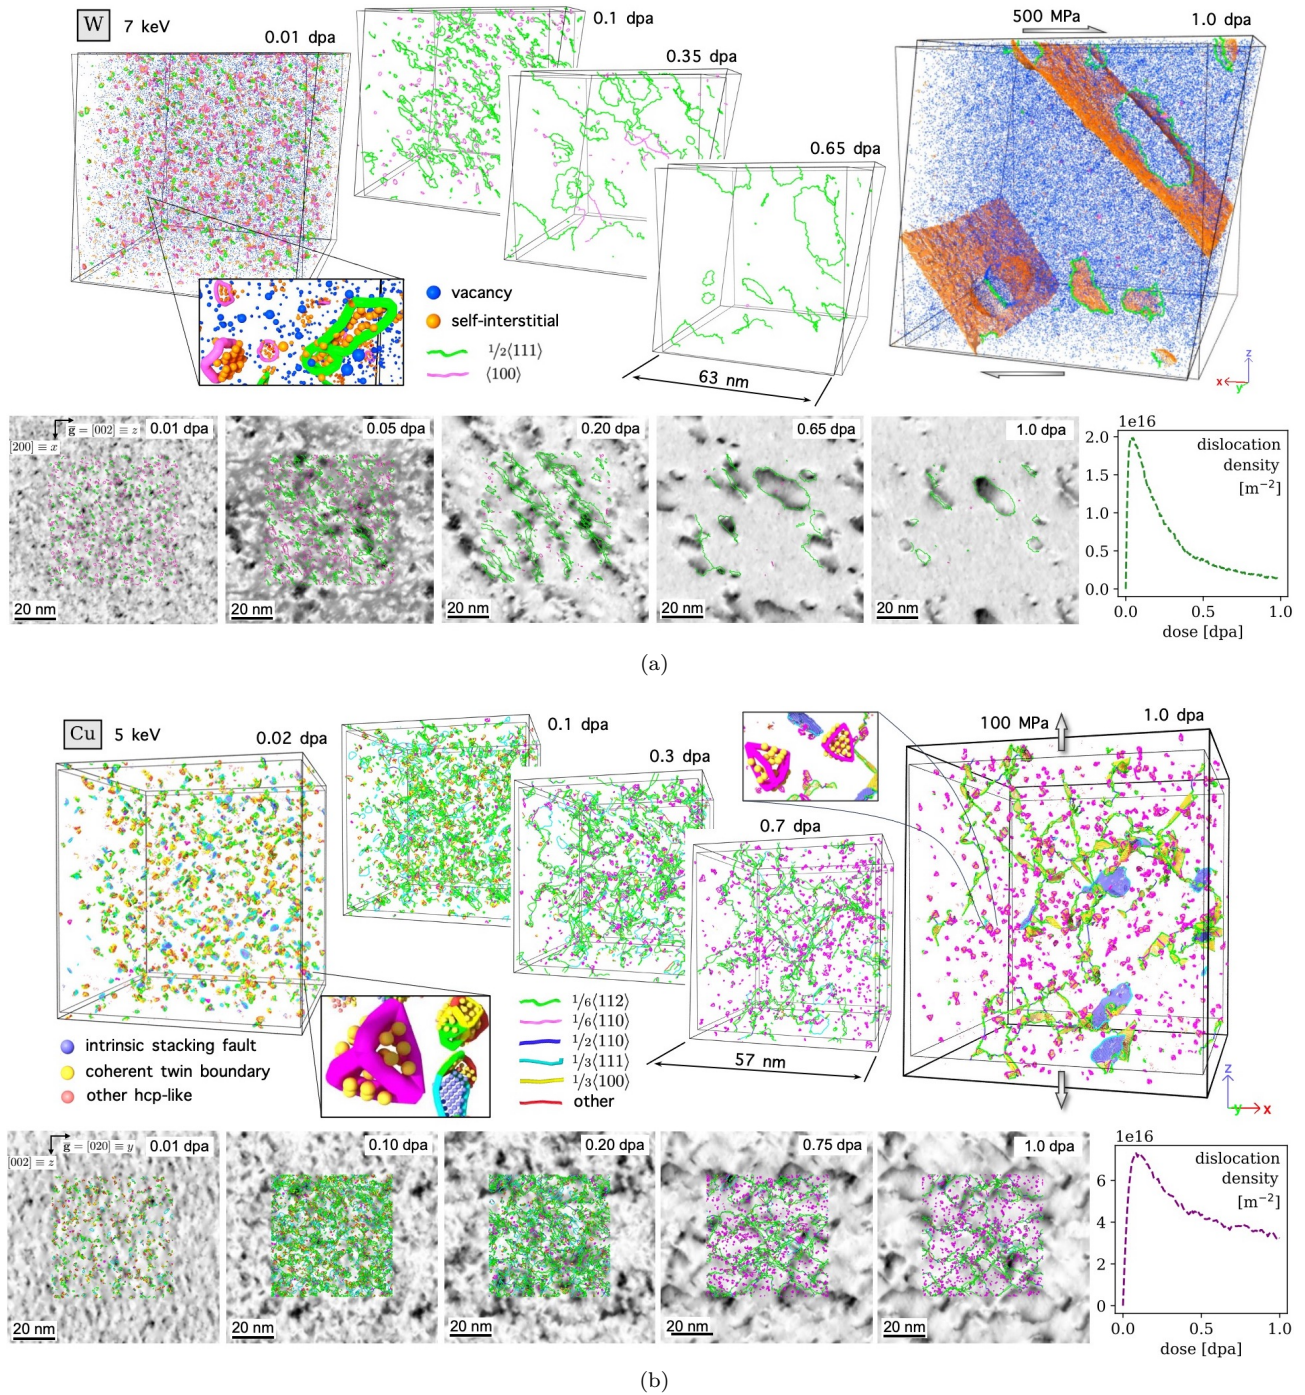 W 7 keV
0.01 dpa
0.1 dpa
0.35 dpa
0.65 dpa
500 MPa
1.0 dpa
vacancy
self-interstitial
1/2⟨111⟩
⟨100⟩
63 nm
z
x
y
g = [002] ≡ z
[200] ≡ x
0.01 dpa
20 nm
0.05 dpa
20 nm
0.20 dpa
20 nm
0.65 dpa
20 nm
1.0 dpa
20 nm
1e16
dislocation
density
[m−2]
2.0
1.5
1.0
0.5
0.0
0.0 0.5 1.0
dose [dpa]
(a)
Cu 5 keV
0.02 dpa
0.1 dpa
0.3 dpa
0.7 dpa
100 MPa
1.0 dpa
intrinsic stacking fault
coherent twin boundary
other hcp-like
1/6⟨112⟩
1/6⟨110⟩
1/2⟨110⟩
1/3⟨111⟩
1/3⟨100⟩
other
57 nm
z
y
x
g = [020] ≡ y
[002] ≡ z
0.01 dpa
20 nm
0.10 dpa
20 nm
0.20 dpa
20 nm
0.75 dpa
20 nm
1.0 dpa
20 nm
1e16
dislocation
density
[m−2]
6
4
2
0
0.0 0.5 1.0
dose [dpa]
(b)